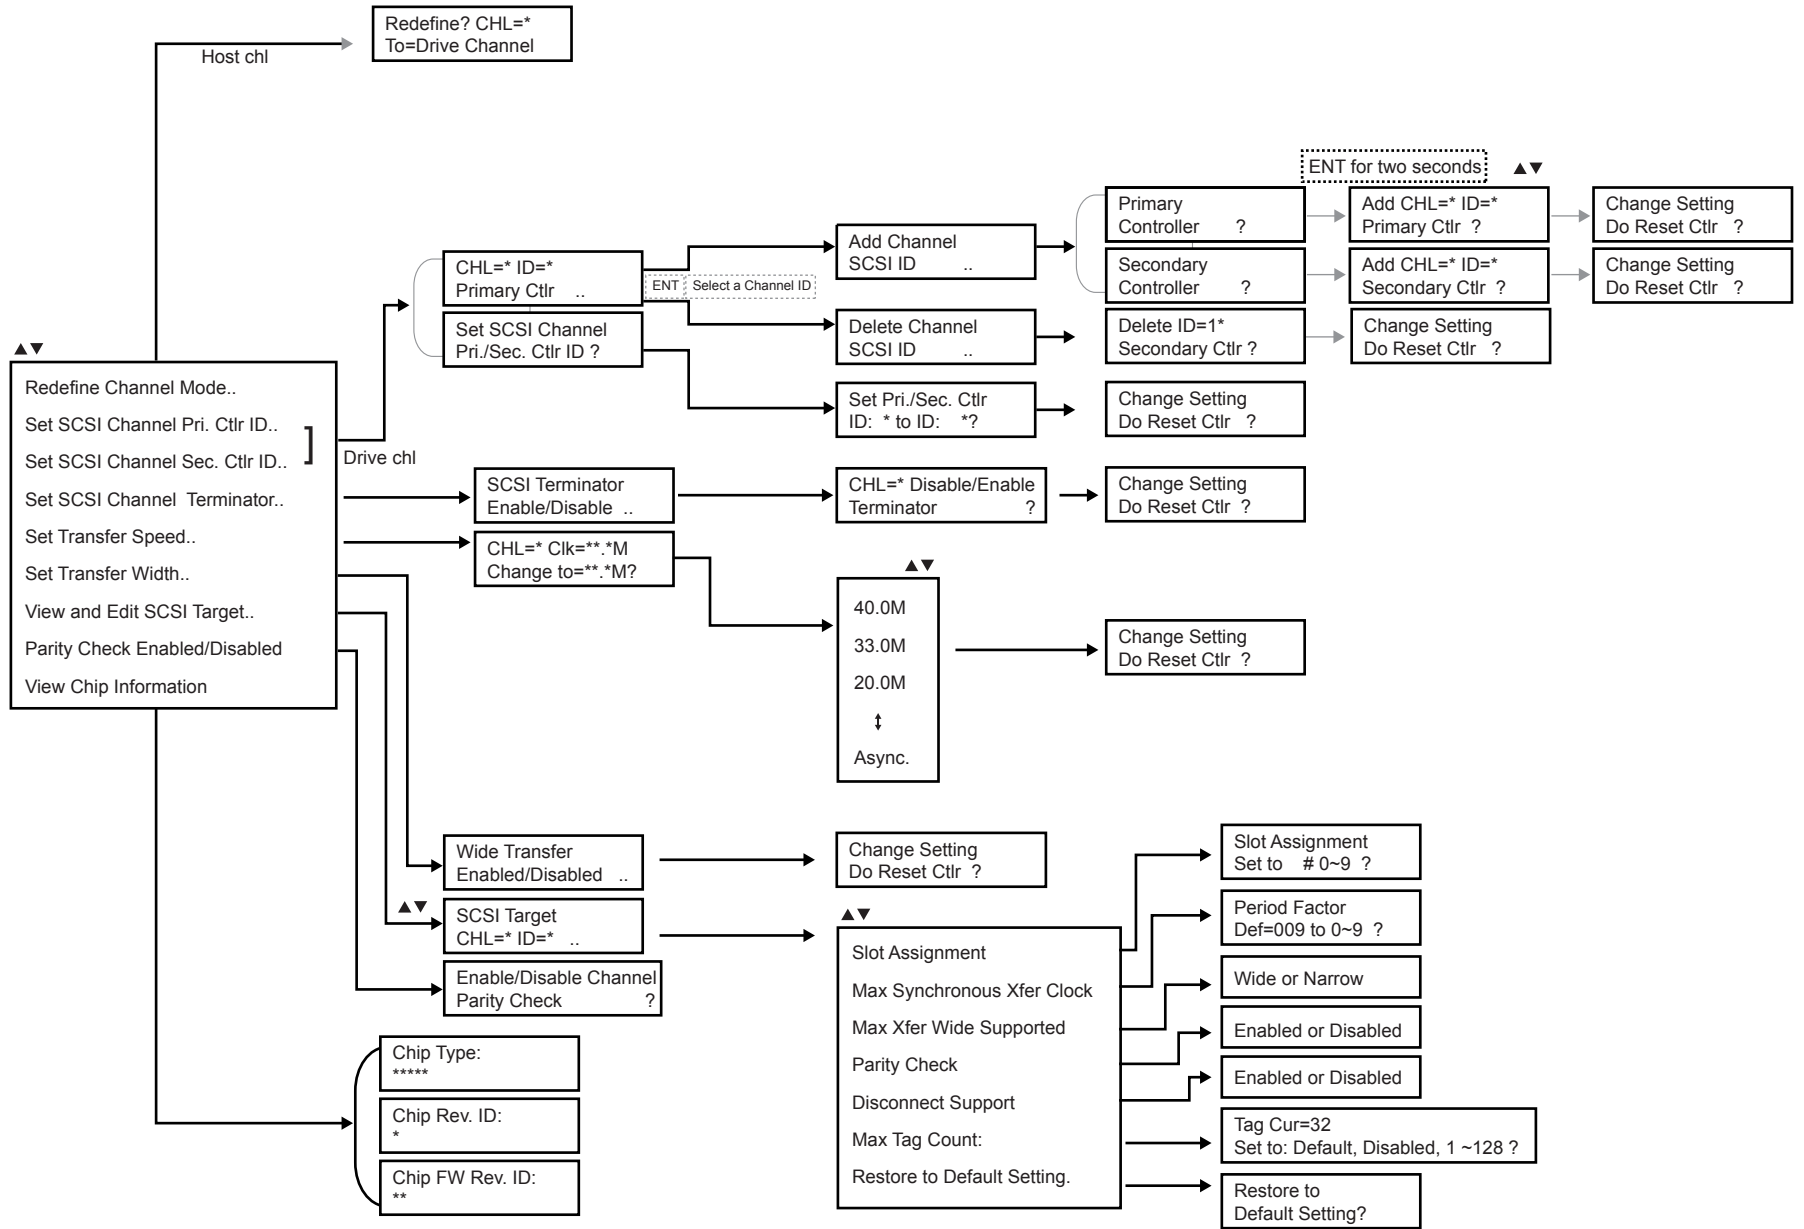 Redefine? CHL=*
To=Drive Channel
Host chl
ENT for two seconds ▲▼
Primary
Controller ?
Add CHL=* ID=*
Primary Ctlr ?
Change Setting
Do Reset Ctlr ?
Add Channel
SCSI ID ..
CHL=* ID=*
Primary Ctlr ..
ENT Select a Channel ID
Secondary
Controller ?
Add CHL=* ID=*
Secondary Ctlr ?
Change Setting
Do Reset Ctlr ?
Set SCSI Channel
Pri./Sec. Ctlr ID ?
Delete Channel
SCSI ID ..
Delete ID=1*
Secondary Ctlr ?
Change Setting
Do Reset Ctlr ?
Set Pri./Sec. Ctlr
ID: * to ID: *?
Change Setting
Do Reset Ctlr ?
▲▼
Redefine Channel Mode..
Set SCSI Channel Pri. Ctlr ID..
Set SCSI Channel Sec. Ctlr ID..
Set SCSI Channel Terminator..
Set Transfer Speed..
Set Transfer Width..
View and Edit SCSI Target..
Parity Check Enabled/Disabled
View Chip Information
]
Drive chl
SCSI Terminator
Enable/Disable ..
CHL=* Disable/Enable
Terminator ?
Change Setting
Do Reset Ctlr ?
CHL=* Clk=**.*M
Change to=**.*M?
▲▼
40.0M
33.0M
20.0M
↕
Async.
Change Setting
Do Reset Ctlr ?
Wide Transfer
Enabled/Disabled ..
Change Setting
Do Reset Ctlr ?
▲▼
SCSI Target
CHL=* ID=* ..
Enable/Disable Channel
Parity Check ?
▲▼
Slot Assignment
Max Synchronous Xfer Clock
Max Xfer Wide Supported
Parity Check
Disconnect Support
Max Tag Count:
Restore to Default Setting.
Slot Assignment
Set to # 0~9 ?
Period Factor
Def=009 to 0~9 ?
Wide or Narrow
Enabled or Disabled
Enabled or Disabled
Tag Cur=32
Set to: Default, Disabled, 1 ~128 ?
Restore to
Default Setting?
Chip Type:
*****
Chip Rev. ID:
*
Chip FW Rev. ID:
**